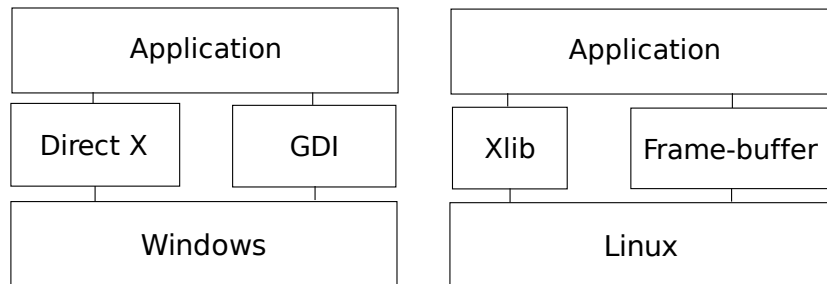 Application
Application
Direct X
GDI
Xlib
Frame-buffer
Windows
Linux